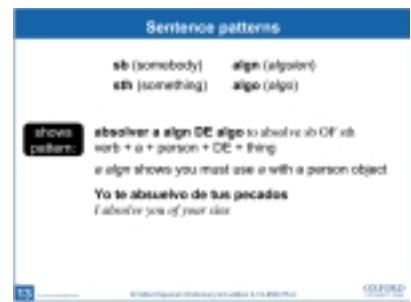 Sentence patterns
sb (somebody) algn (alguien)
sth (something) algo (algo)
shows pattern:
absolver a algn DE algo to absolve sb OF sth
verb + a + person + DE + thing
a algn shows you must use a with a person object
Yo te absuelvo de tus pecados
I absolve you of your sins
13
OXFORD